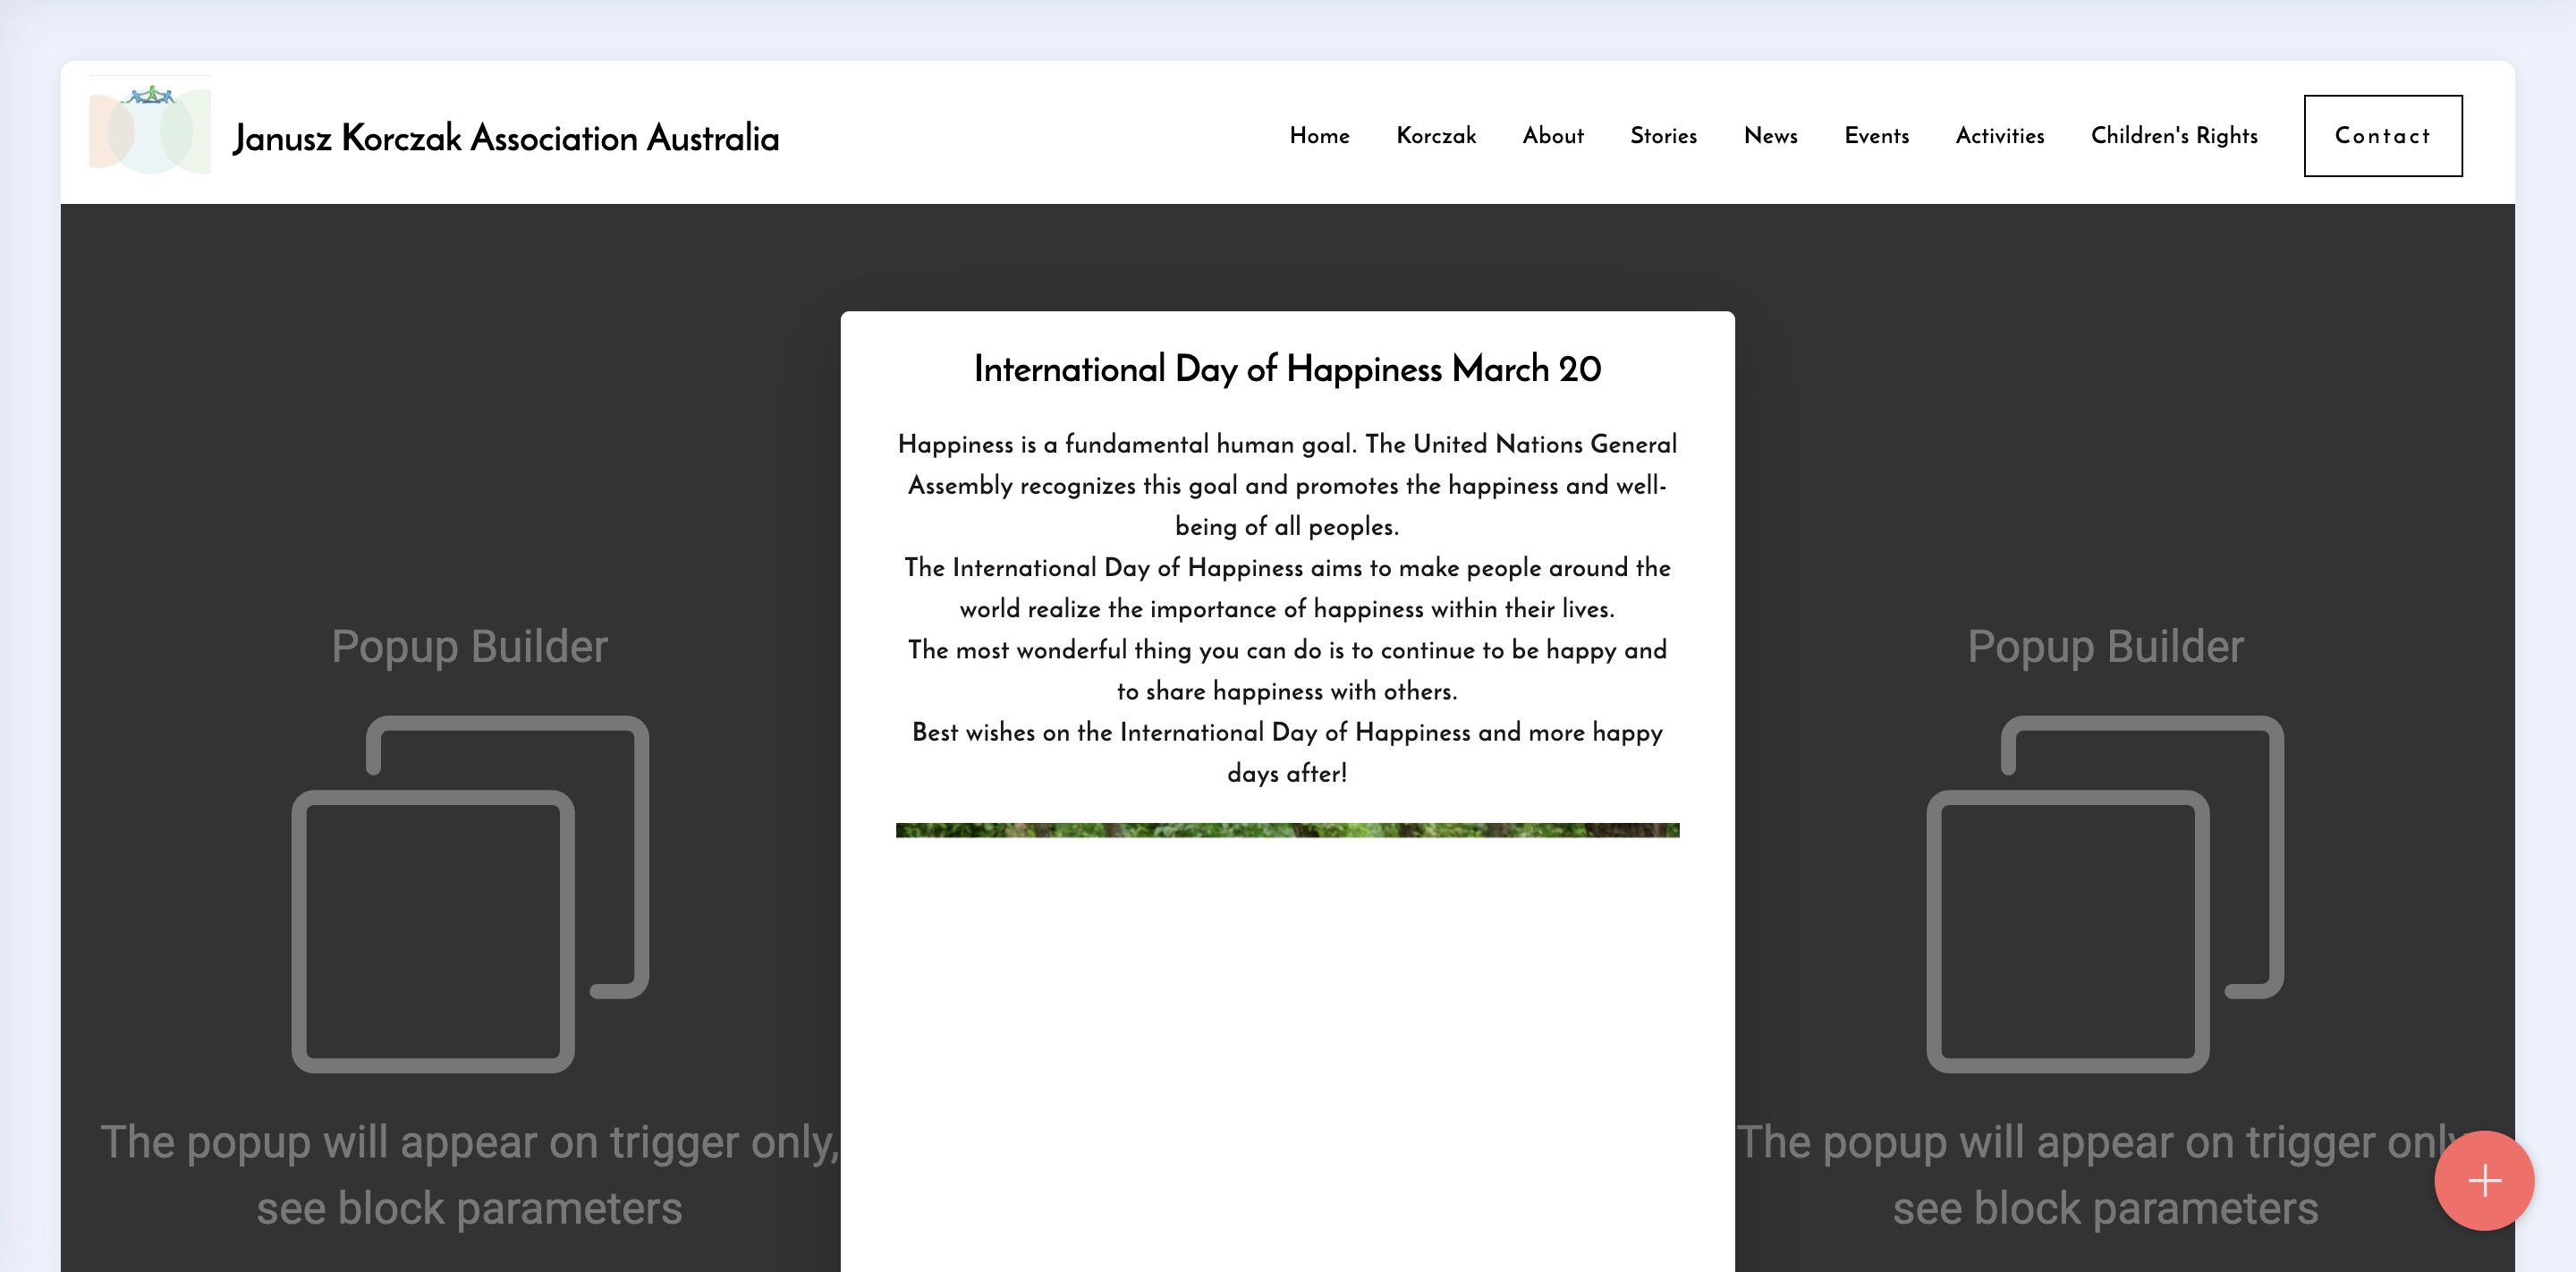 Janusz Korczak Association Australia
Home Korczak About Stories News Events Activities Children's Rights Contact
International Day of Happiness March 20
Happiness is a fundamental human goal. The United Nations General
Assembly recognizes this goal and promotes the happiness and well-
being of all peoples.
The International Day of Happiness aims to make people around the
world realize the importance of happiness within their lives.
The most wonderful thing you can do is to continue to be happy and
to share happiness with others.
Best wishes on the International Day of Happiness and more happy
days after!
Popup Builder
The popup will appear on trigger only,
see block parameters
Popup Builder
The popup will appear on trigger only
see block parameters